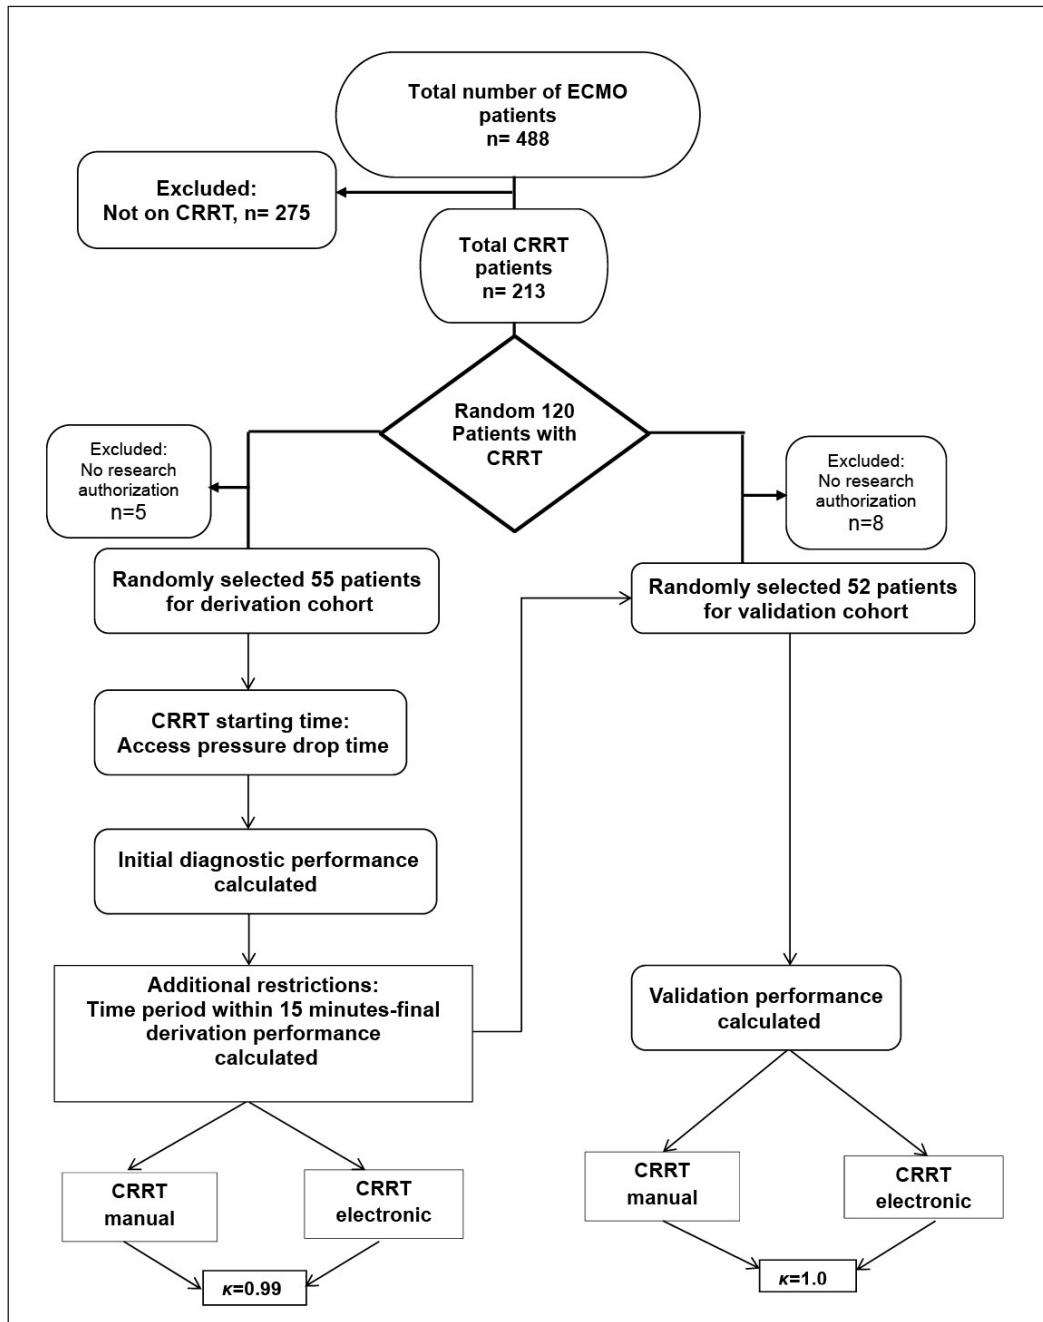 Total number of ECMO
patients
n= 488
Excluded:
Not on CRRT, n= 275
Total CRRT
patients
n= 213
Random 120
Patients with
CRRT
Excluded:
No research
authorization
n=5
Excluded:
No research
authorization
n=8
Randomly selected 55 patients
for derivation cohort
Randomly selected 52 patients
for validation cohort
CRRT starting time:
Access pressure drop time
Initial diagnostic performance
calculated
Additional restrictions:
Time period within 15 minutes-final
derivation performance
calculated
Validation performance
calculated
CRRT
manual
CRRT
electronic
κ=0.99
CRRT
manual
CRRT
electronic
κ=1.0